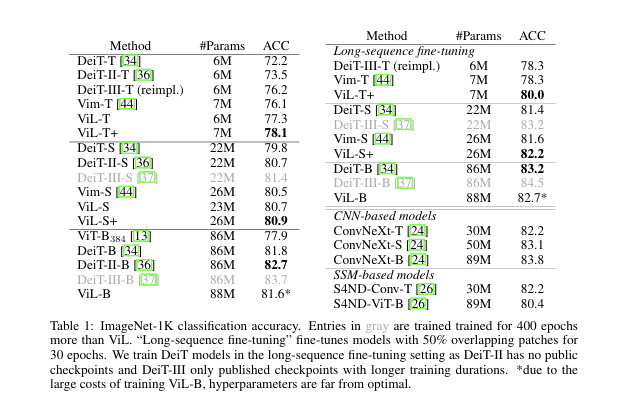 Method #Params ACC
DeiT-T [34] 6M 72.2
DeiT-II-T [36] 6M 73.5
DeiT-III-T (reimpl.) 6M 76.2
Vim-T [44] 7M 76.1
ViL-T 6M 77.3
ViL-T+ 7M 78.1
DeiT-S [34] 22M 79.8
DeiT-II-S [36] 22M 80.7
DeiT-III-S [37] 22M 81.4
Vim-S [44] 26M 80.5
ViL-S 23M 80.7
ViL-S+ 26M 80.9
ViT-B384 [13] 86M 77.9
DeiT-B [34] 86M 81.8
DeiT-II-B [36] 86M 82.7
DeiT-III-B [37] 86M 83.7
ViL-B 88M 81.6*
Method #Params ACC
Long-sequence fine-tuning
DeiT-III-T (reimpl.) 6M 78.3
Vim-T [44] 7M 78.3
ViL-T+ 7M 80.0
DeiT-S [34] 22M 81.4
DeiT-III-S [37] 22M 83.2
Vim-S [44] 26M 81.6
ViL-S+ 26M 82.2
DeiT-B [34] 86M 83.2
DeiT-III-B [37] 86M 84.5
ViL-B 88M 82.7*
CNN-based models
ConvNeXt-T [24] 30M 82.2
ConvNeXt-S [24] 50M 83.1
ConvNeXt-B [24] 89M 83.8
SSM-based models
S4ND-Conv-T [26] 30M 82.2
S4ND-ViT-B [26] 89M 80.4
Table 1: ImageNet-1K classification accuracy. Entries in gray are trained trained for 400 epochs
more than ViL. “Long-sequence fine-tuning” fine-tunes models with 50% overlapping patches for
30 epochs. We train DeiT models in the long-sequence fine-tuning setting as DeiT-II has no public
checkpoints and DeiT-III only published checkpoints with longer training durations. *due to the
large costs of training ViL-B, hyperparameters are far from optimal.